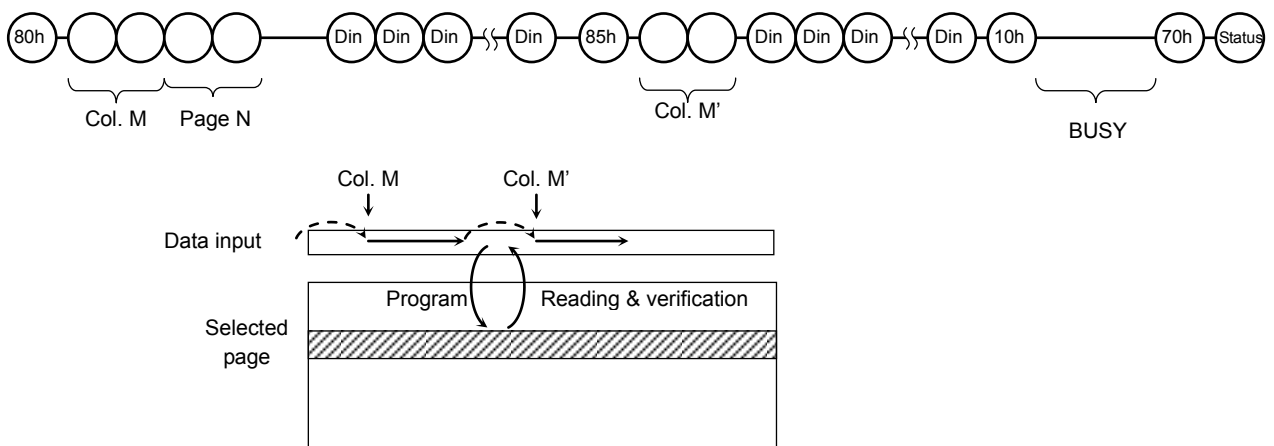 80h Din Din Din Din 85h Din Din Din Din 10h 70h Status
Col. M Page N Col. M’ BUSY
Col. M Col. M’
Data input
Program Reading & verification
Selected
page